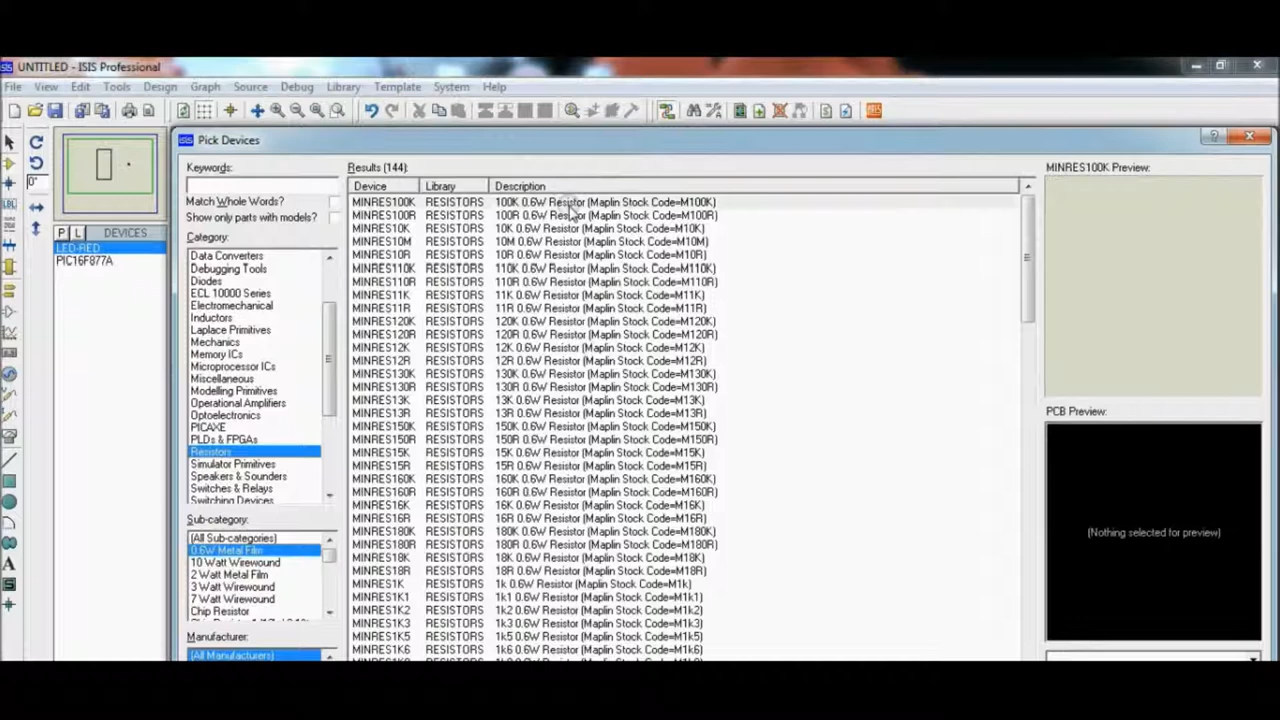 UNTITLED - ISIS Professional
File View Edit Tools Design Graph Source Debug Library Template System Help
Pick Devices
Keywords:
Match Whole Words?
Show only parts with models?
Category:
Data Converters
Debugging Tools
Diodes
ECL 10000 Series
Electromechanical
Inductors
Laplace Primitives
Mechanics
Memory ICs
Microprocessor ICs
Miscellaneous
Modelling Primitives
Operational Amplifiers
Optoelectronics
PICAXE
PLDs & FPGAs
Resistors
Simulator Primitives
Speakers & Sounders
Switches & Relays
Switching Devices
Sub-category:
(All Sub-categories)
0.6W Metal Film
10 Watt Wirewound
2 Watt Metal Film
3 Watt Wirewound
7 Watt Wirewound
Chip Resistor
Manufacturer:
(All Manufacturers)
0°
P L DEVICES
LED-RED
PIC16F877A
Results (144):
Device Library Description
MINRES100K RESISTORS 100K 0.6W Resistor (Maplin Stock Code=M100K)
MINRES100R RESISTORS 100R 0.6W Resistor (Maplin Stock Code=M100R)
MINRES10K RESISTORS 10K 0.6W Resistor (Maplin Stock Code=M10K)
MINRES10M RESISTORS 10M 0.6W Resistor (Maplin Stock Code=M10M)
MINRES10R RESISTORS 10R 0.6W Resistor (Maplin Stock Code=M10R)
MINRES110K RESISTORS 110K 0.6W Resistor (Maplin Stock Code=M110K)
MINRES110R RESISTORS 110R 0.6W Resistor (Maplin Stock Code=M110R)
MINRES11K RESISTORS 11K 0.6W Resistor (Maplin Stock Code=M11K)
MINRES11R RESISTORS 11R 0.6W Resistor (Maplin Stock Code=M11R)
MINRES120K RESISTORS 120K 0.6W Resistor (Maplin Stock Code=M120K)
MINRES120R RESISTORS 120R 0.6W Resistor (Maplin Stock Code=M120R)
MINRES12K RESISTORS 12K 0.6W Resistor (Maplin Stock Code=M12K)
MINRES12R RESISTORS 12R 0.6W Resistor (Maplin Stock Code=M12R)
MINRES130K RESISTORS 130K 0.6W Resistor (Maplin Stock Code=M130K)
MINRES130R RESISTORS 130R 0.6W Resistor (Maplin Stock Code=M130R)
MINRES13K RESISTORS 13K 0.6W Resistor (Maplin Stock Code=M13K)
MINRES13R RESISTORS 13R 0.6W Resistor (Maplin Stock Code=M13R)
MINRES150K RESISTORS 150K 0.6W Resistor (Maplin Stock Code=M150K)
MINRES150R RESISTORS 150R 0.6W Resistor (Maplin Stock Code=M150R)
MINRES15K RESISTORS 15K 0.6W Resistor (Maplin Stock Code=M15K)
MINRES15R RESISTORS 15R 0.6W Resistor (Maplin Stock Code=M15R)
MINRES160K RESISTORS 160K 0.6W Resistor (Maplin Stock Code=M160K)
MINRES160R RESISTORS 160R 0.6W Resistor (Maplin Stock Code=M160R)
MINRES16K RESISTORS 16K 0.6W Resistor (Maplin Stock Code=M16K)
MINRES16R RESISTORS 16R 0.6W Resistor (Maplin Stock Code=M16R)
MINRES180K RESISTORS 180K 0.6W Resistor (Maplin Stock Code=M180K)
MINRES180R RESISTORS 180R 0.6W Resistor (Maplin Stock Code=M180R)
MINRES18K RESISTORS 18K 0.6W Resistor (Maplin Stock Code=M18K)
MINRES18R RESISTORS 18R 0.6W Resistor (Maplin Stock Code=M18R)
MINRES1K RESISTORS 1k 0.6W Resistor (Maplin Stock Code=M1k)
MINRES1K1 RESISTORS 1k1 0.6W Resistor (Maplin Stock Code=M1k1)
MINRES1K2 RESISTORS 1k2 0.6W Resistor (Maplin Stock Code=M1k2)
MINRES1K3 RESISTORS 1k3 0.6W Resistor (Maplin Stock Code=M1k3)
MINRES1K5 RESISTORS 1k5 0.6W Resistor (Maplin Stock Code=M1k5)
MINRES1K6 RESISTORS 1k6 0.6W Resistor (Maplin Stock Code=M1k6)
MINRES100K Preview:
PCB Preview:
(Nothing selected for preview)